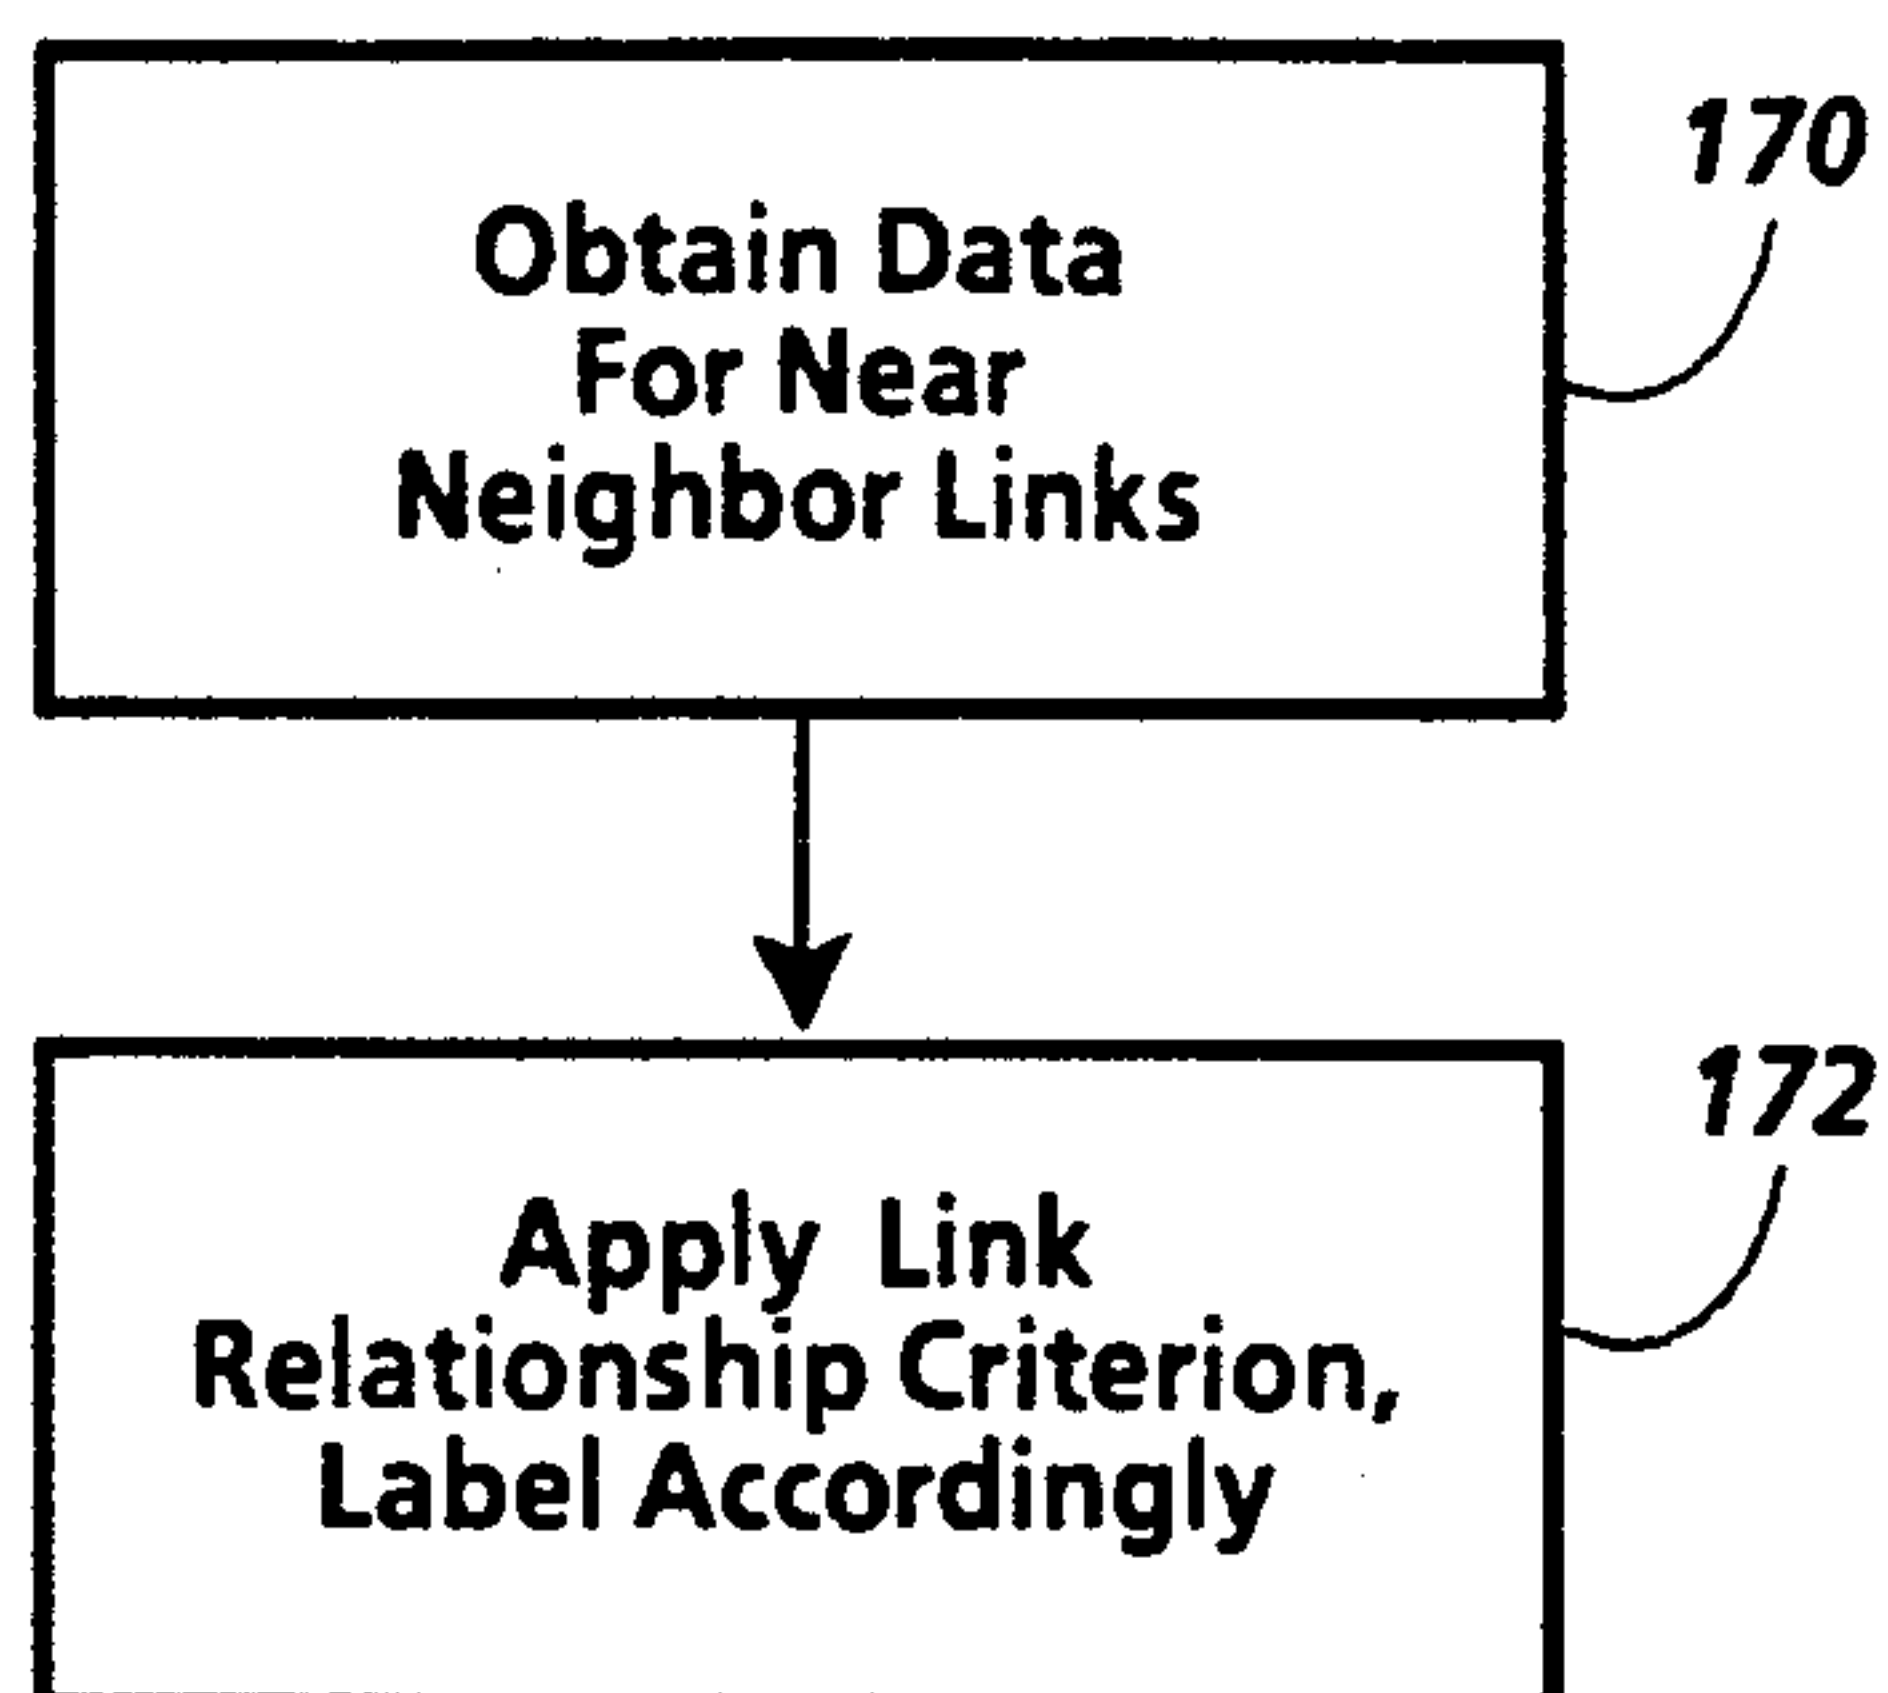 170
Obtain Data
For Near
Neighbor Links
172
Apply Link
Relationship Criterion,
Label Accordingly